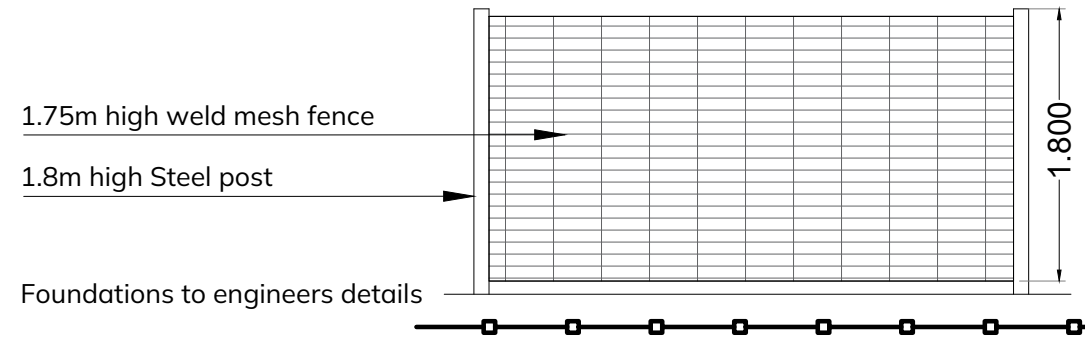 1.75m high weld mesh fence
1.8m high Steel post
1.800
Foundations to engineers details